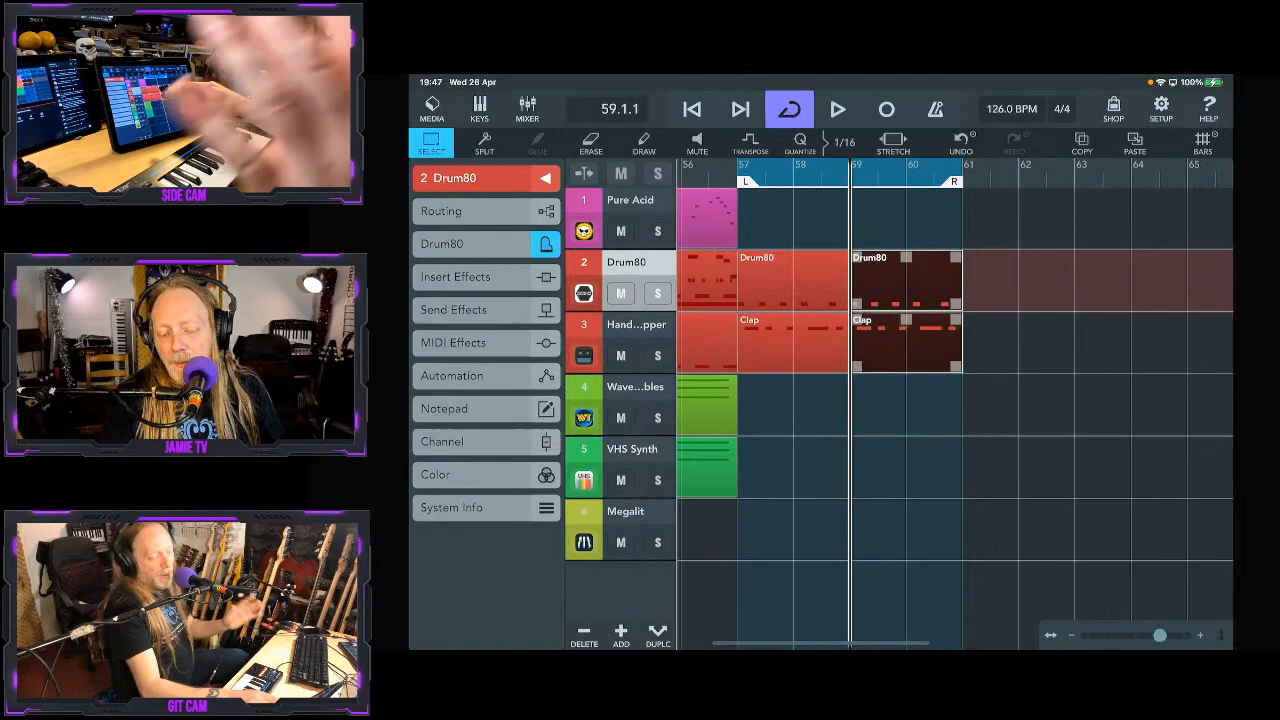 SIDE CAM
JAMIE TV
GIT CAM
19:47 Wed 26 Apr
100%
MEDIA
KEYS
MIXER
59.1.1
126.0 BPM
4/4
SHOP
SETUP
HELP
SELECT
SPLIT
GLUE
ERASE
DRAW
MUTE
TRANSPOSE
QUANTIZE
1/16
STRETCH
UNDO
REDO
COPY
PASTE
BARS
2 Drum80
Routing
Drum80
Insert Effects
Send Effects
MIDI Effects
Automation
Notepad
Channel
Color
System Info
M S
56 57 58 59 60 61 62 63 64 65
L R
1 Pure Acid
M S
2 Drum80
M S
Drum80
Drum80
3 Hand...pper
M S
Clap
Clap
4 Wave...bles
M S
5 VHS Synth
VHS
M S
6 Megalit
M S
DELETE
ADD
DUPLC